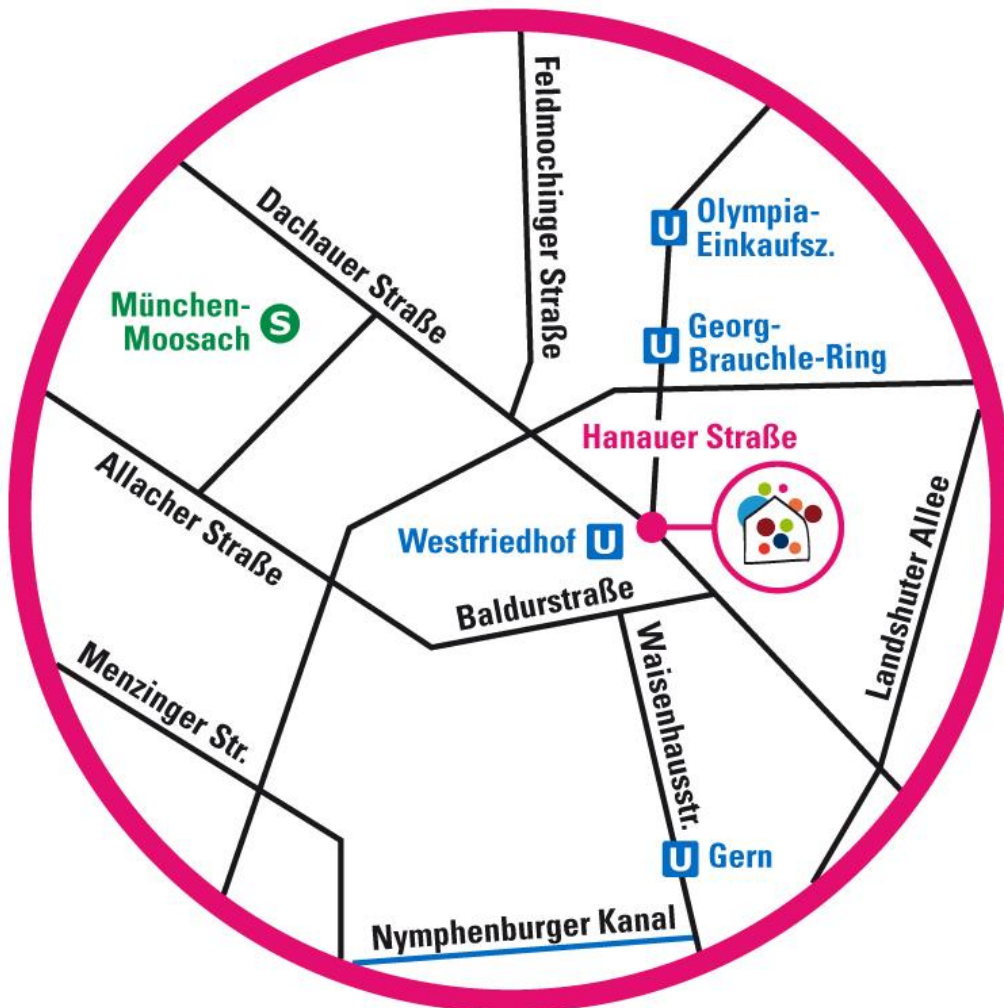 Feldmochinger Straße
Dachauer Straße
U Olympia-
Einkaufsz.
München-
Moosach S
U Georg-
Brauchle-Ring
Hanauer Straße
Allacher Straße
Westfriedhof U
Baldurstraße
Landshuter Allee
Menzinger Str.
Waisenhausstr.
U Gern
Nymphenburger Kanal